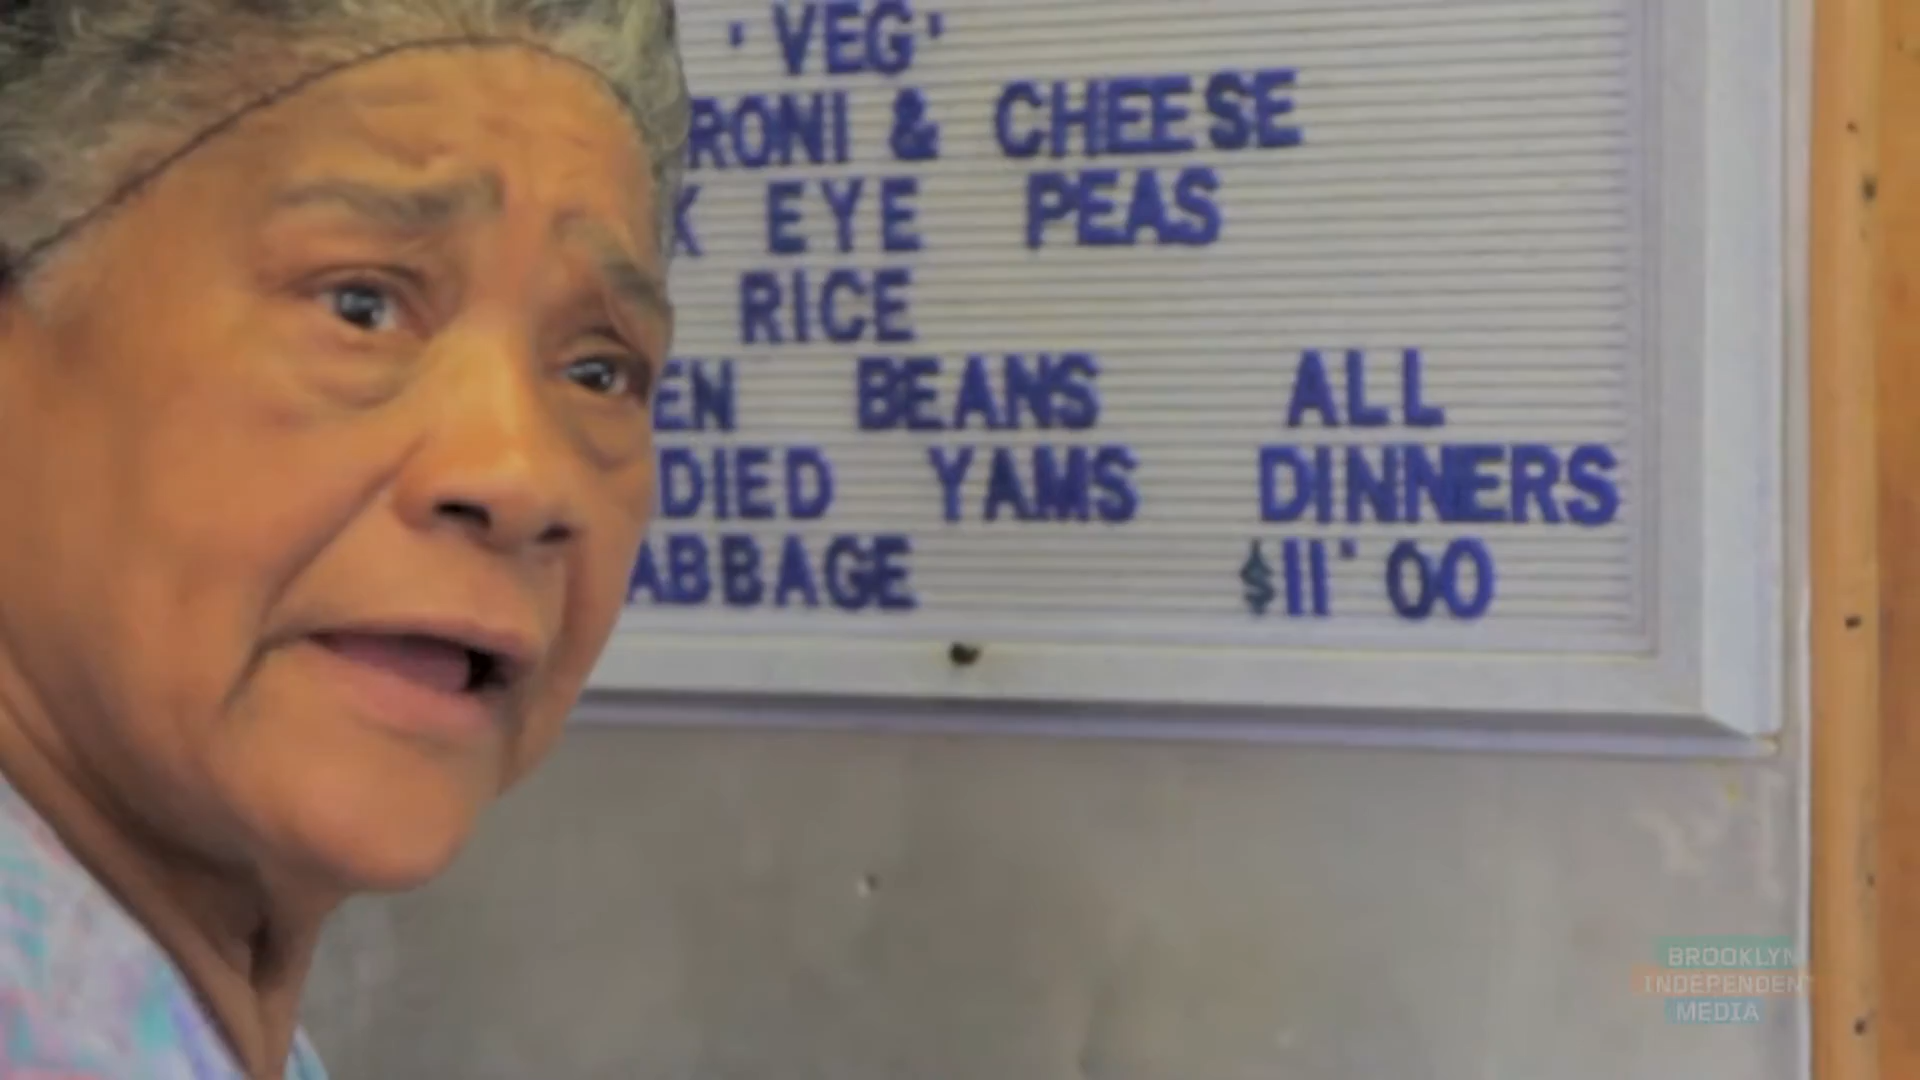 'VEG'
RONI & CHEESE
K EYE PEAS
RICE
EN BEANS ALL
DIED YAMS DINNERS
ABBAGE $11.00
BROOKLYN
INDEPENDENT
MEDIA